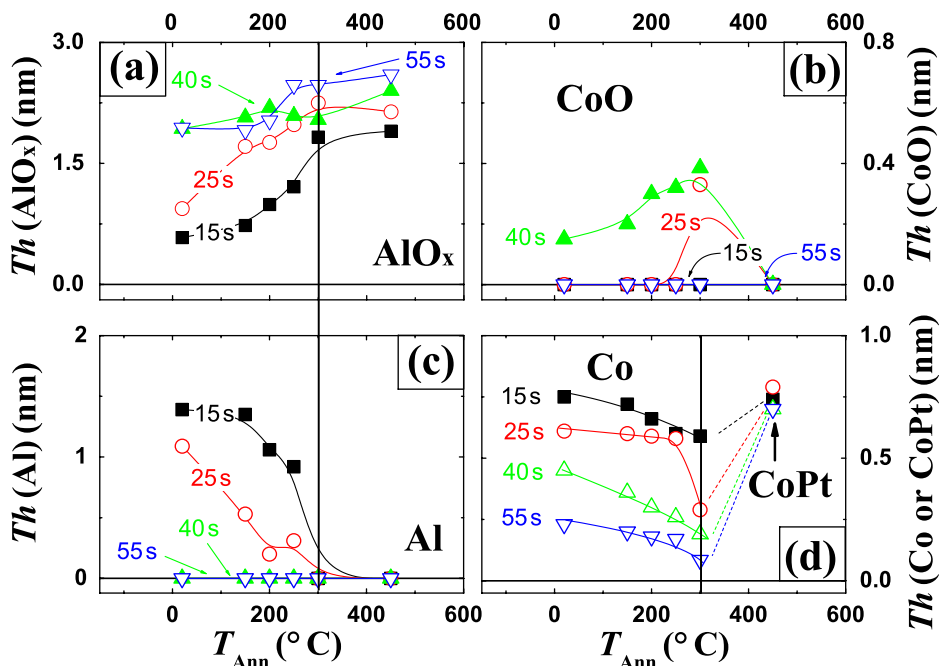 0 200 400 600 0 200 400 600
3.0 (a) 55s (b) 0.8
40s CoO
Th (AlOx) (nm) 1.5 25s 0.4 Th (CoO) (nm)
40s 25s 15s 55s
15s AlOx
0.0 0.0
2 (c) Co (d) 1.0
15s 15s
Th (Al) (nm) 1 25s 25s 0.5 Th (Co or CoPt) (nm)
40s CoPt
55s 40s Al 55s
0 0.0
0 200 400 600 0 200 400 600
TAnn (° C) TAnn (° C)